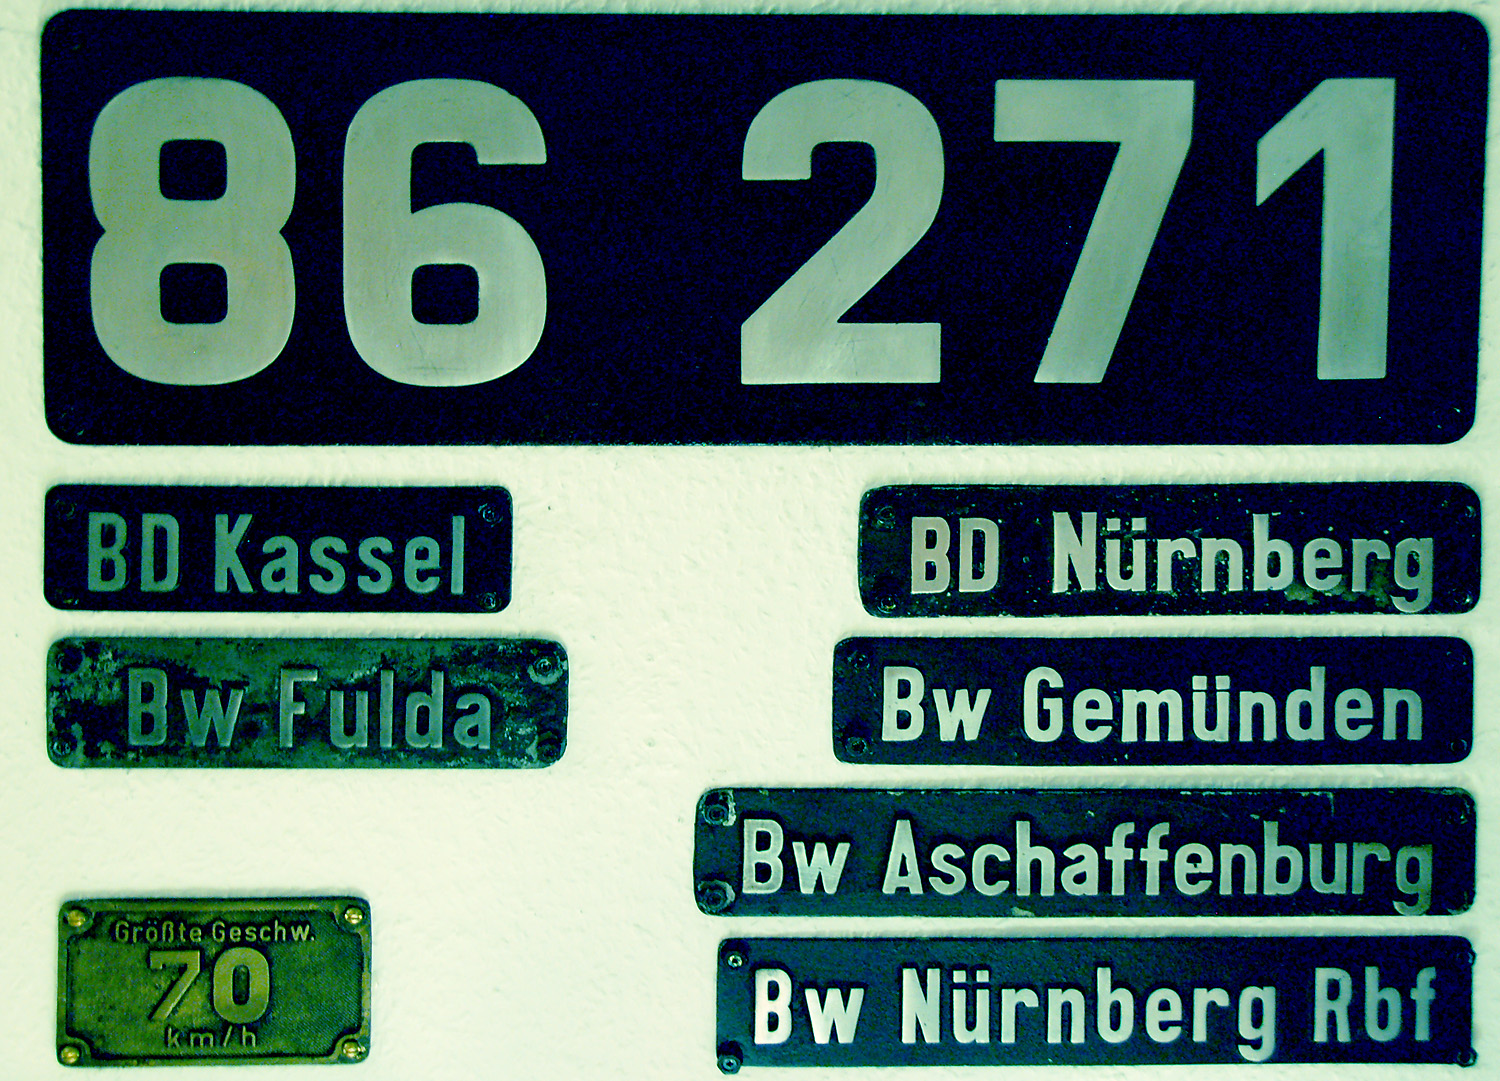 86 271
BD Kassel
Bw Fulda
BD Nürnberg
Bw Gemünden
Bw Aschaffenburg
Bw Nürnberg Rbf
Größte Geschw.
70
km/h